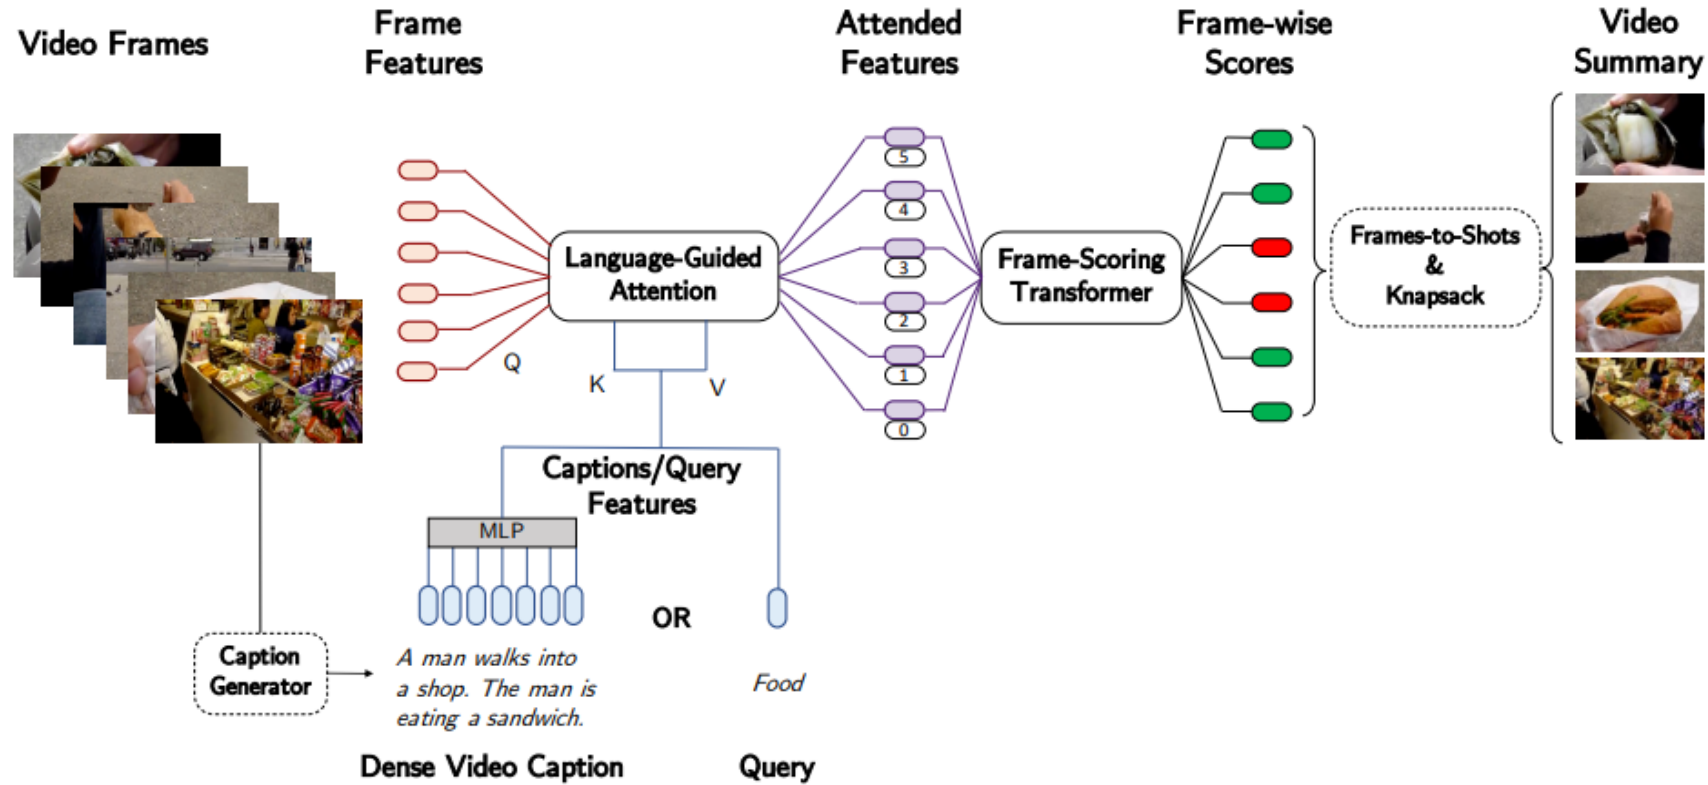 Video Frames
Frame
Features
Attended
Features
Frame-wise
Scores
Video
Summary
5
4
3
2
1
0
Language-Guided
Attention
Frame-Scoring
Transformer
Frames-to-Shots
&
Knapsack
Q
K
V
Captions/Query
Features
MLP
OR
Caption
Generator
A man walks into
a shop. The man is
eating a sandwich.
Food
Dense Video Caption
Query